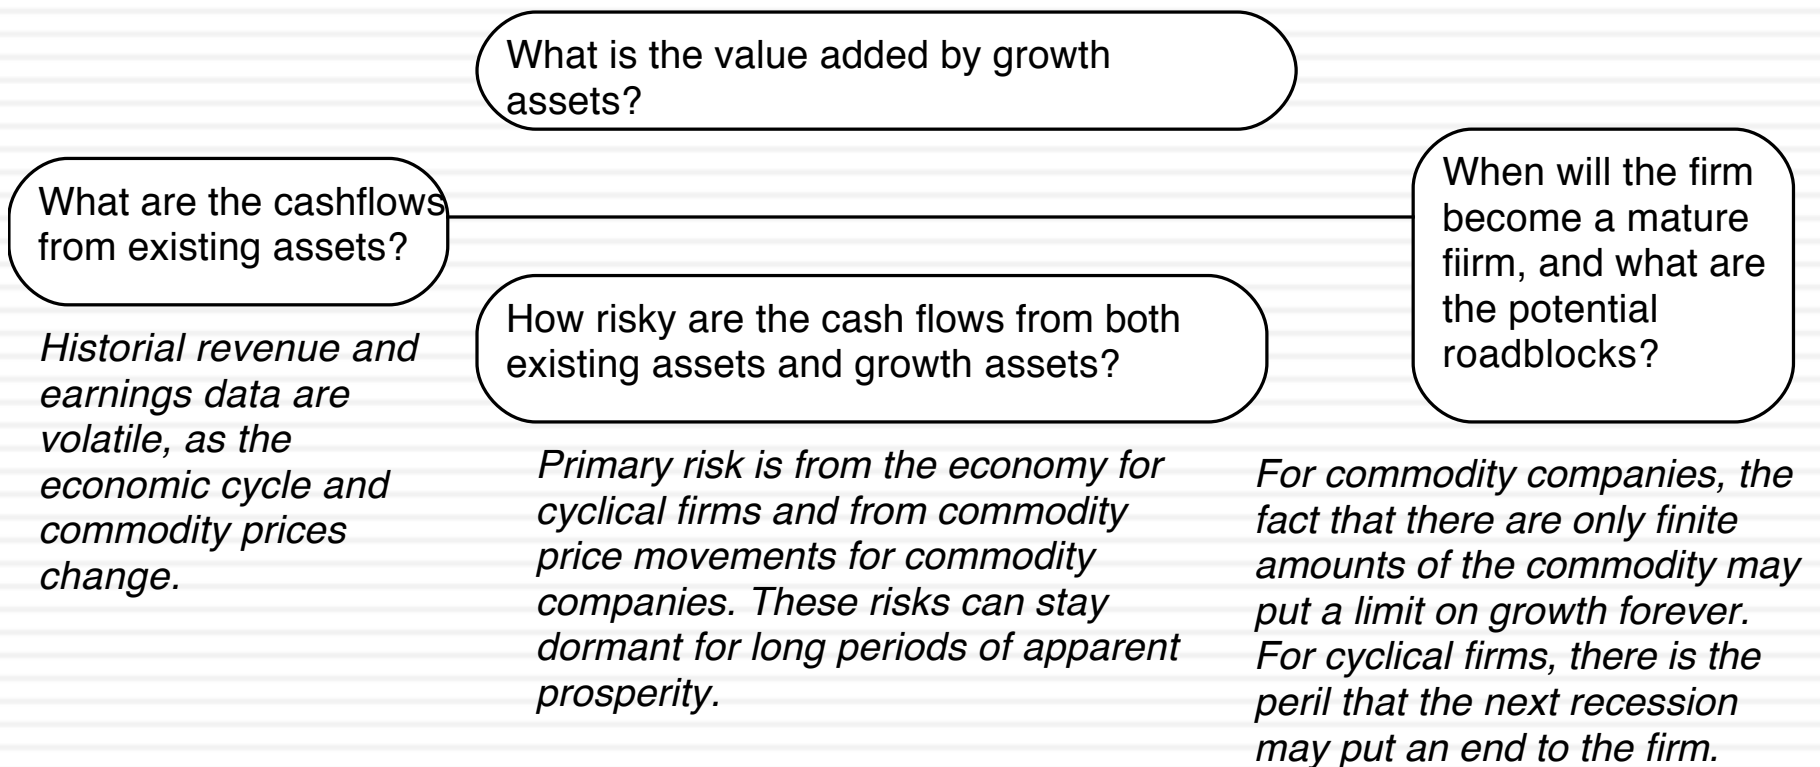 What is the value added by growth
assets?
What are the cashflows
from existing assets?
Historial revenue and
earnings data are
volatile, as the
economic cycle and
commodity prices
change.
How risky are the cash flows from both
existing assets and growth assets?
Primary risk is from the economy for
cyclical firms and from commodity
price movements for commodity
companies. These risks can stay
dormant for long periods of apparent
prosperity.
When will the firm
become a mature
fiirm, and what are
the potential
roadblocks?
For commodity companies, the
fact that there are only finite
amounts of the commodity may
put a limit on growth forever.
For cyclical firms, there is the
peril that the next recession
may put an end to the firm.